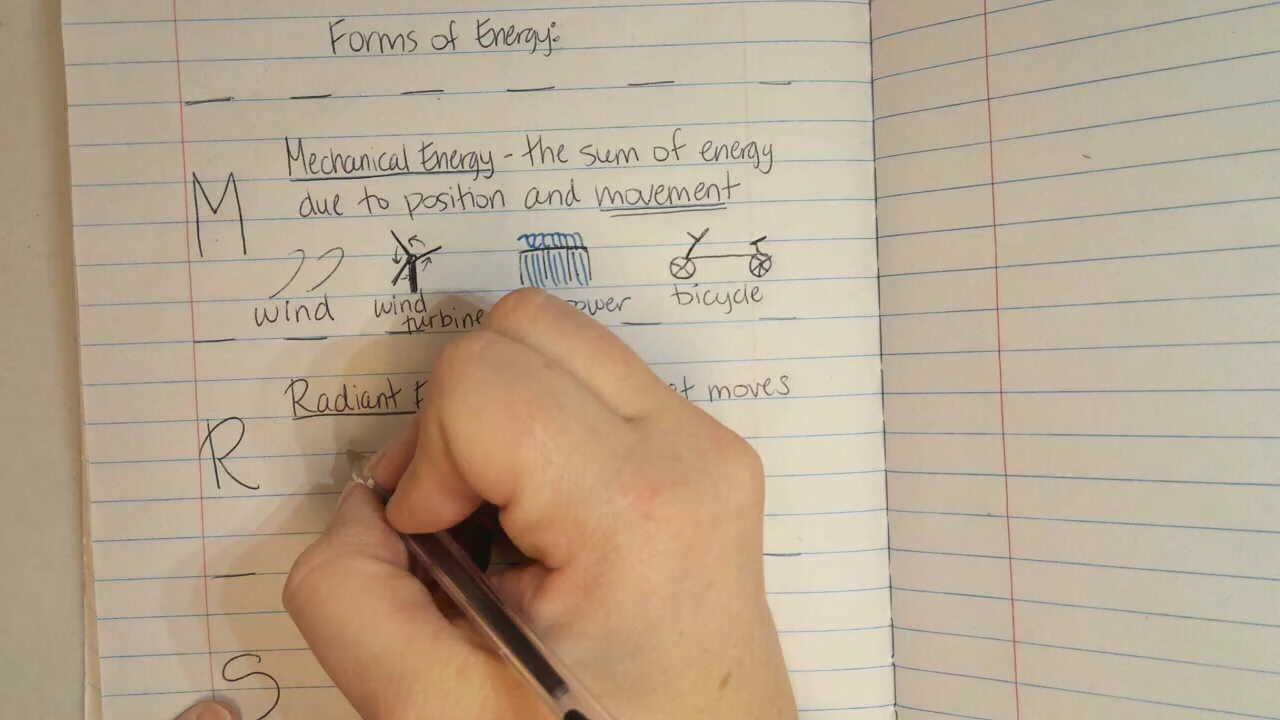 Forms of Energy:
M
Mechanical Energy - the sum of energy
due to position and movement
wind
wind
turbine
bicycle
R
Radiant
moves
S